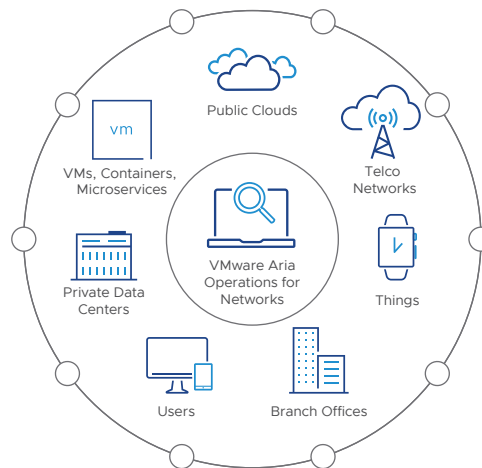 Public Clouds
vm
VMs, Containers,
Microservices
Telco
Networks
VMware Aria
Operations for
Networks
Private Data
Centers
Things
Users
Branch Offices